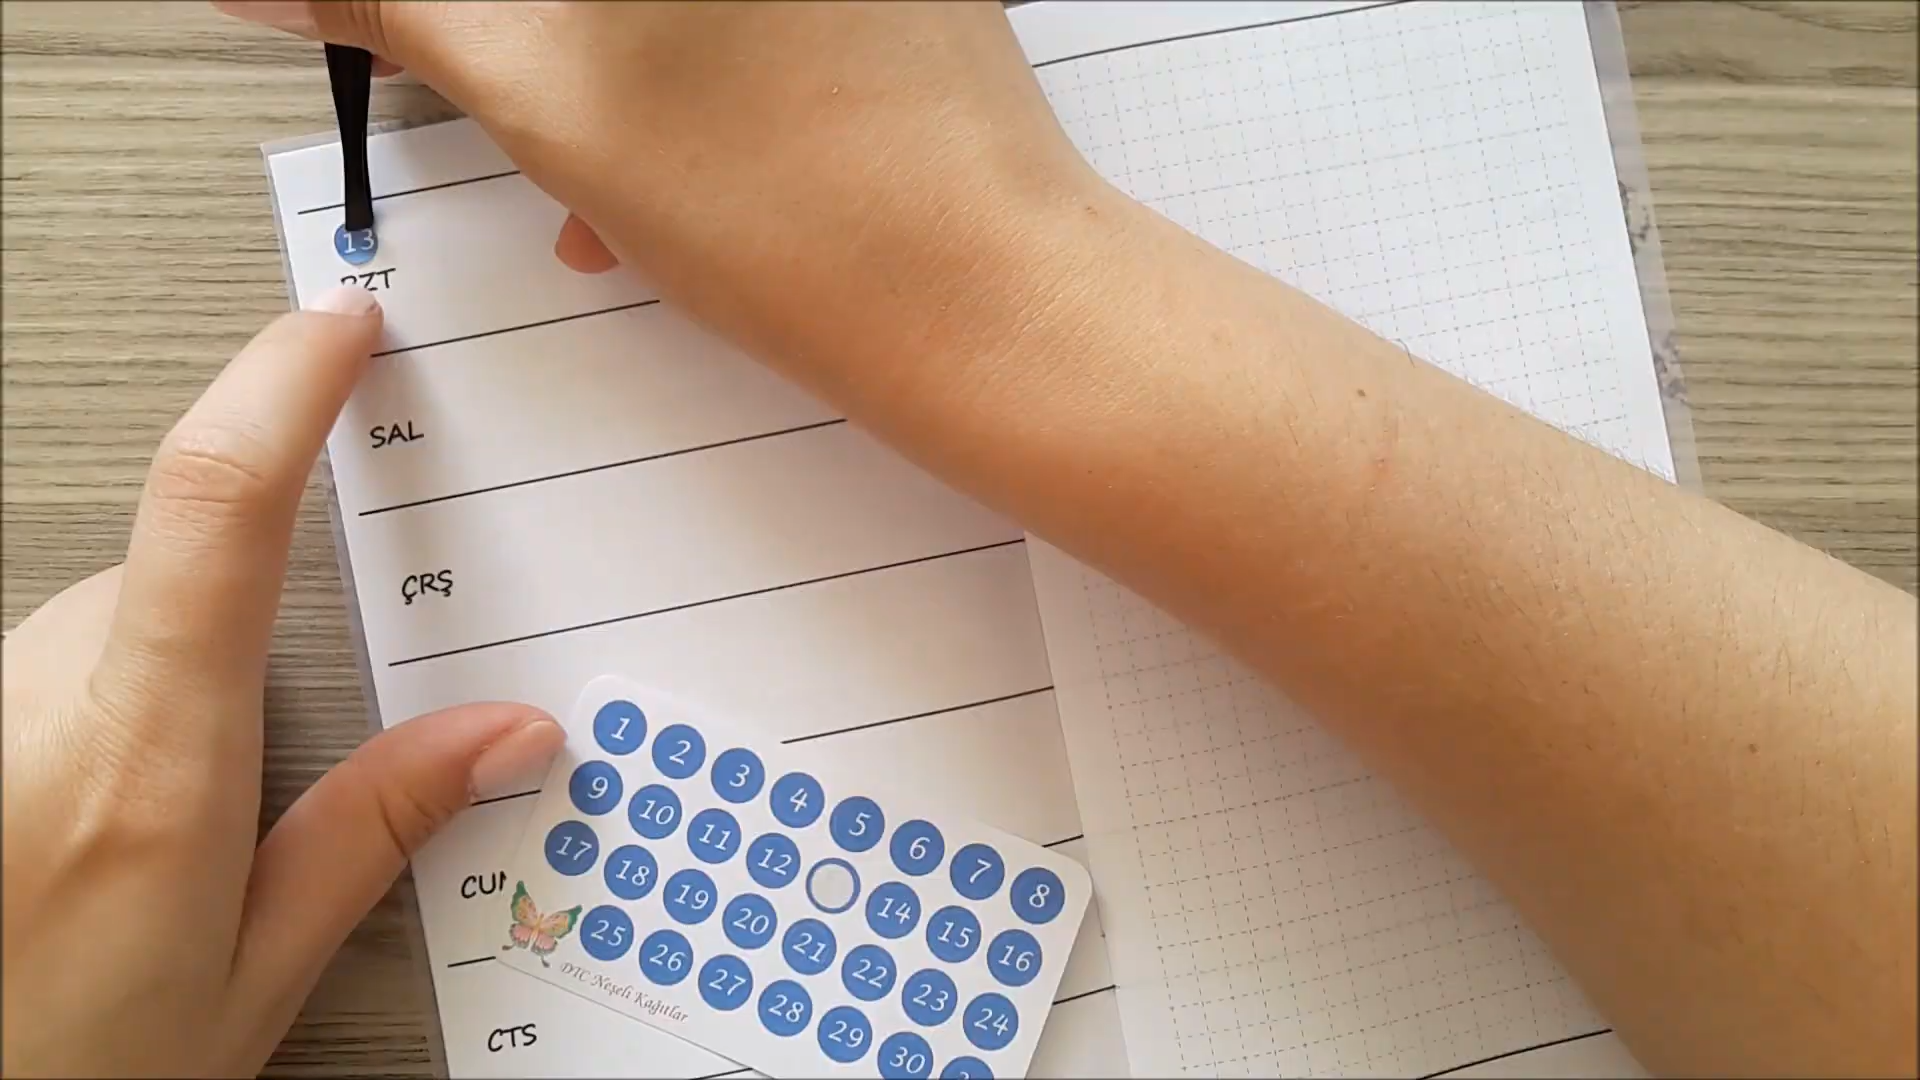 13
PZT
SAL
ÇRŞ
CUM
CTS
1 2 3 4 5 6 7 8
9 10 11 12 14 15 16
17 18 19 20 21 22 23 24
25 26 27 28 29 30
DTC Neşeli Kağıtlar